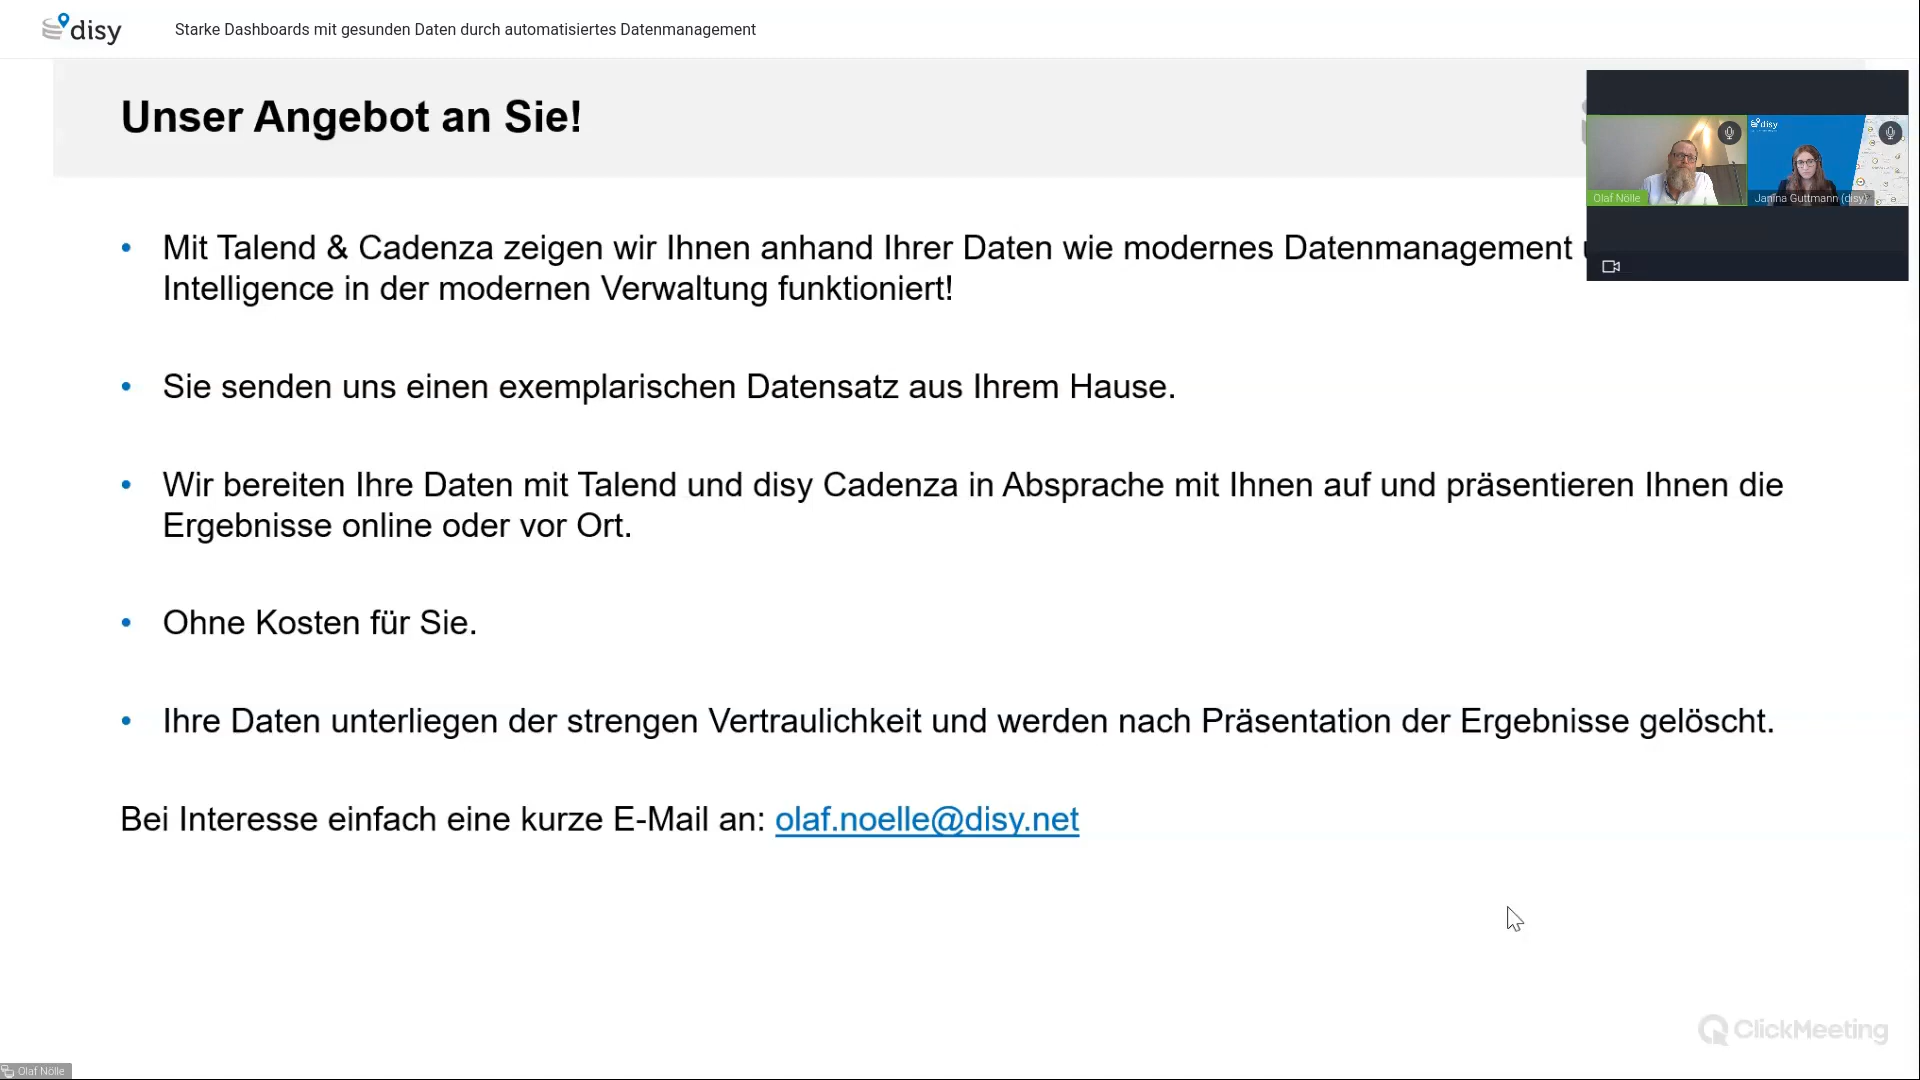 disy
Starke Dashboards mit gesunden Daten durch automatisiertes Datenmanagement
Unser Angebot an Sie!
disy
Olaf Nölle
Janina Guttmann (disy)
• Mit Talend & Cadenza zeigen wir Ihnen anhand Ihrer Daten wie modernes Datenmanagement
Intelligence in der modernen Verwaltung funktioniert!
• Sie senden uns einen exemplarischen Datensatz aus Ihrem Hause.
• Wir bereiten Ihre Daten mit Talend und disy Cadenza in Absprache mit Ihnen auf und präsentieren Ihnen die
Ergebnisse online oder vor Ort.
• Ohne Kosten für Sie.
• Ihre Daten unterliegen der strengen Vertraulichkeit und werden nach Präsentation der Ergebnisse gelöscht.
Bei Interesse einfach eine kurze E-Mail an: olaf.noelle@disy.net
ClickMeeting
Olaf Nölle